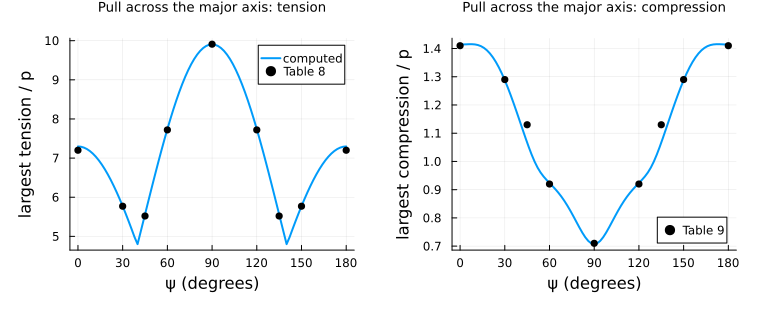 Pull across the major axis: tension
largest tension / p
10
9
8
7
6
5
computed
Table 8
0 30 60 90 120 150 180
ψ (degrees)
Pull across the major axis: compression
largest compression / p
1.4
1.3
1.2
1.1
1.0
0.9
0.8
0.7
Table 9
0 30 60 90 120 150 180
ψ (degrees)